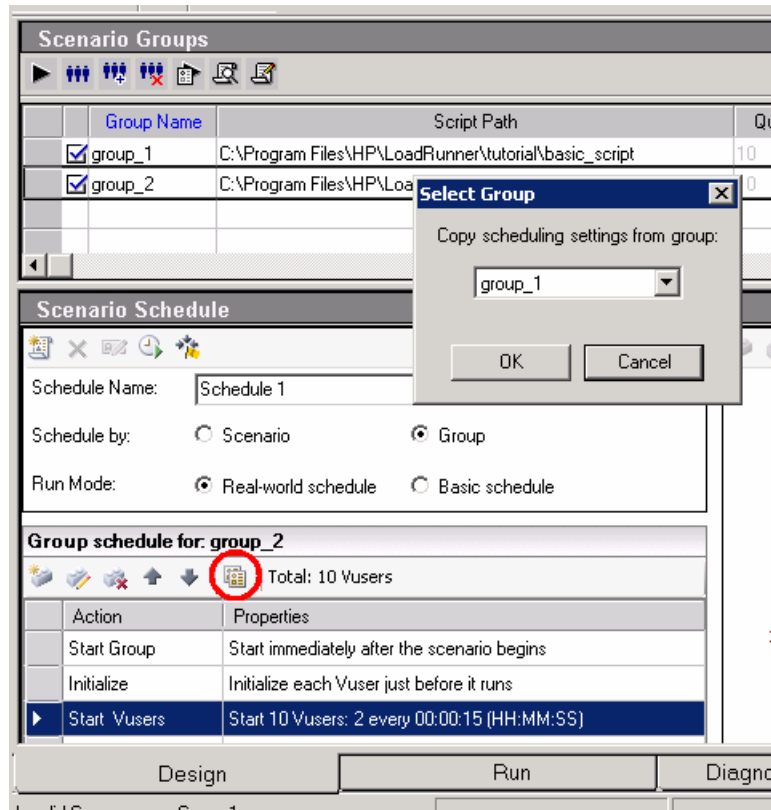 Scenario Groups
Group Name Script Path
group_1 C:\Program Files\HP\LoadRunner\tutorial\basic_script 10
group_2 C:\Program Files\HP\
Select Group
Copy scheduling settings from group:
group_1
OK Cancel
Scenario Schedule
Schedule Name: Schedule 1
Schedule by: Scenario Group
Run Mode: Real-world schedule Basic schedule
Group schedule for: group_2
Total: 10 Vusers
Action Properties
Start Group Start immediately after the scenario begins
Initialize Initialize each Vuser just before it runs
Start Vusers Start 10 Vusers: 2 every 00:00:15 (HH:MM:SS)
Design Run